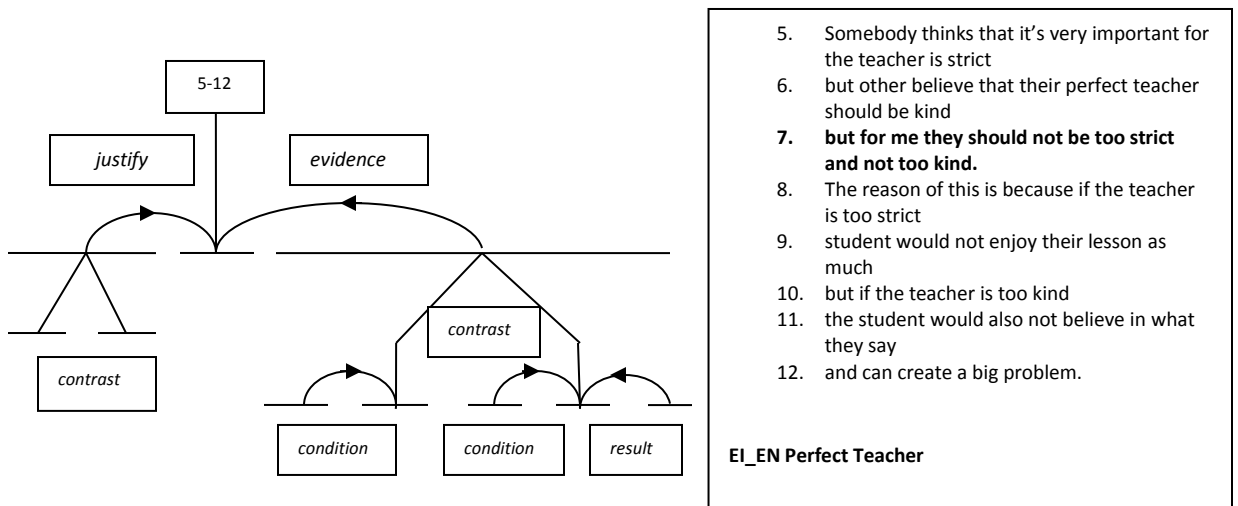 5-12
justify
evidence
contrast
contrast
condition
condition
result
5. Somebody thinks that it's very important for
the teacher is strict
6. but other believe that their perfect teacher
should be kind
7. but for me they should not be too strict
and not too kind.
8. The reason of this is because if the teacher
is too strict
9. student would not enjoy their lesson as
much
10. but if the teacher is too kind
11. the student would also not believe in what
they say
12. and can create a big problem.
EI_EN Perfect Teacher